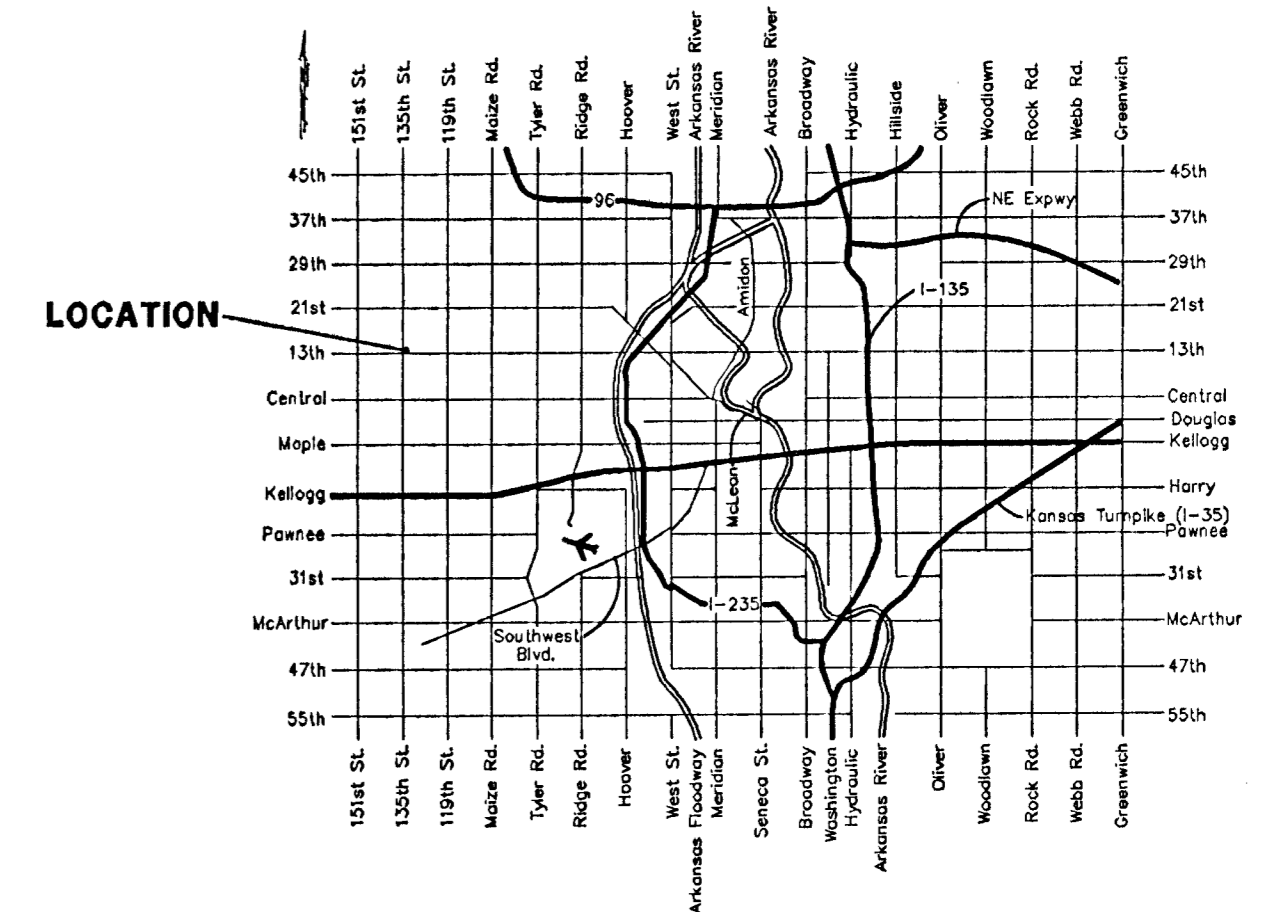 151st St.
135th St.
119th St.
Maize Rd.
Tyler Rd.
Ridge Rd.
Hoover
West St.
Arkansas River
Meridian
Arkansas River
Broadway
Hydraulic
Hillside
Oliver
Woodlawn
Rock Rd.
Webb Rd.
Greenwich
45th
45th
96
NE Expwy
37th
37th
29th
29th
Amidon
I-135
LOCATION
21st
21st
13th
13th
Central
Central
Douglas
Maple
Kellogg
McLean
Kellogg
Harry
Kansas Turnpike (I-35)
Pawnee
Pawnee
31st
31st
I-235
McArthur
McArthur
Southwest
Blvd.
47th
47th
55th
55th
151st St.
135th St.
119th St.
Maize Rd.
Tyler Rd.
Ridge Rd.
Hoover
West St.
Arkansas Floodway
Meridian
Seneca St.
Broadway
Washington
Hydraulic
Arkansas River
Oliver
Woodlawn
Rock Rd.
Webb Rd.
Greenwich